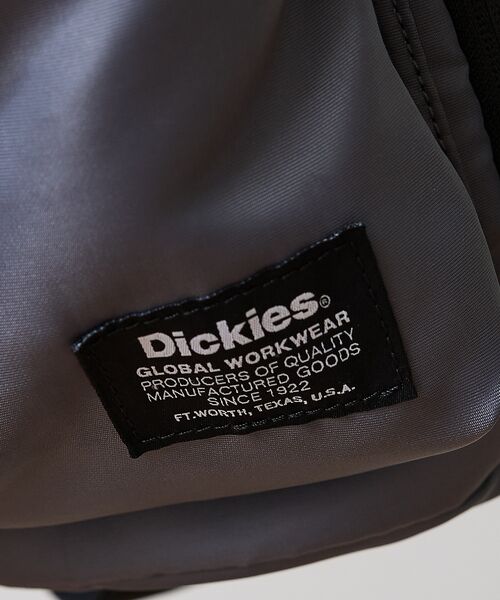 Dickies®
GLOBAL WORKWEAR
PRODUCERS OF QUALITY
MANUFACTURED GOODS
SINCE 1922
FT.WORTH, TEXAS, U.S.A.